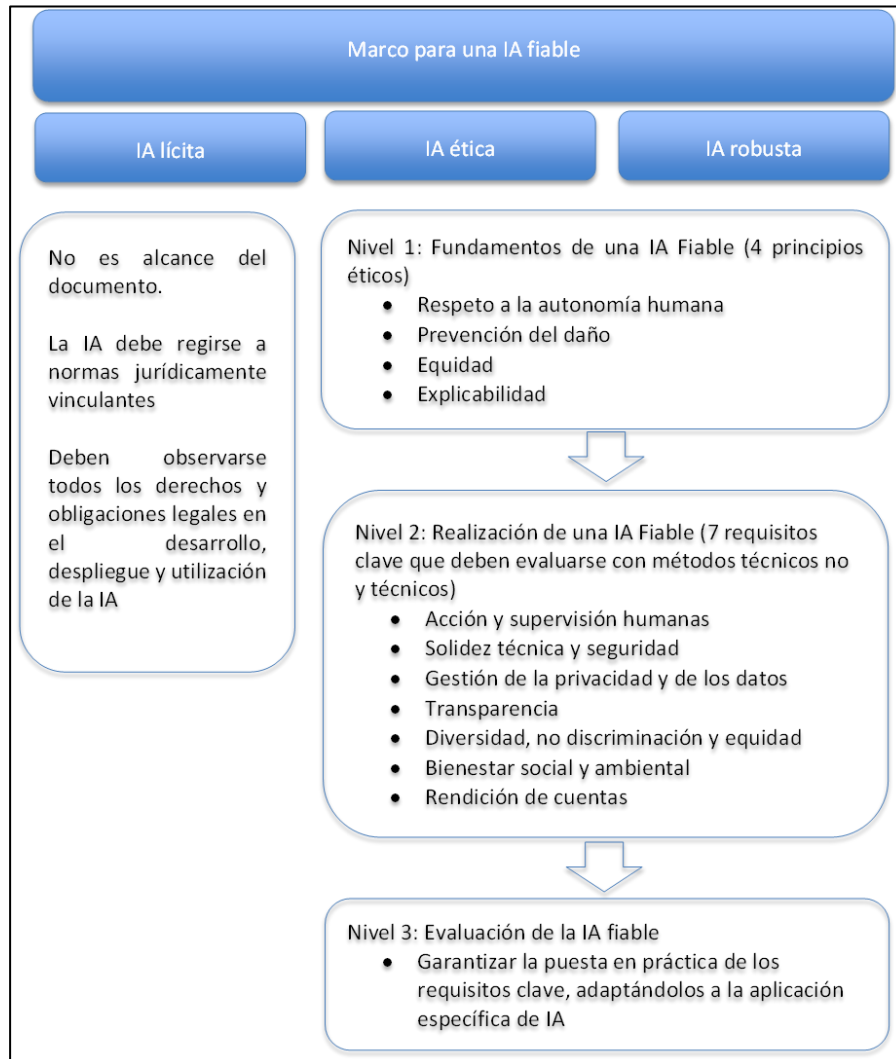 Marco para una IA fiable
IA lícita
IA ética
IA robusta
No es alcance del
documento.
La IA debe regirse a
normas jurídicamente
vinculantes
Deben observarse
todos los derechos y
obligaciones legales en
el desarrollo,
despliegue y utilización
de la IA
Nivel 1: Fundamentos de una IA Fiable (4 principios
éticos)
• Respeto a la autonomía humana
• Prevención del daño
• Equidad
• Explicabilidad
Nivel 2: Realización de una IA Fiable (7 requisitos
clave que deben evaluarse con métodos técnicos no
y técnicos)
• Acción y supervisión humanas
• Solidez técnica y seguridad
• Gestión de la privacidad y de los datos
• Transparencia
• Diversidad, no discriminación y equidad
• Bienestar social y ambiental
• Rendición de cuentas
Nivel 3: Evaluación de la IA fiable
• Garantizar la puesta en práctica de los
requisitos clave, adaptándolos a la aplicación
específica de IA